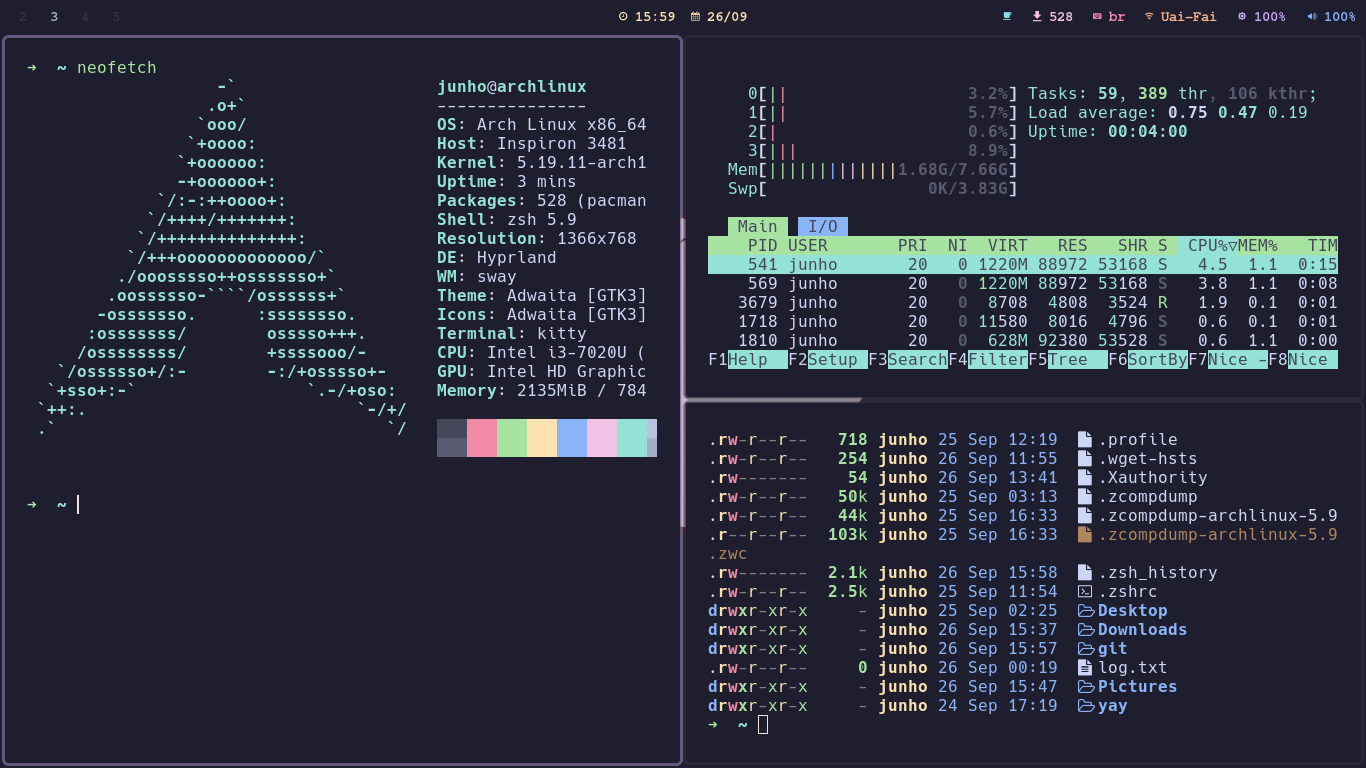 2 3 4 5 15:59 26/09 528 br Uai-Fai 100% 100%
➜ ~ neofetch
-`
.o+`
`ooo/
`+oooo:
`+oooooo:
-+oooooo+:
`/:-:++oooo+:
`/++++/+++++++:
`/++++++++++++++:
`/+++ooooooooooooo/`
./ooosssso++osssssso+`
.oossssso-````/ossssss+`
-osssssso. :ssssssso.
:osssssss/ osssso+++.
/ossssssss/ +ssssooo/-
`/ossssso+/:- -:/+osssso+-
`+sso+:-` `.-/+oso:
`++:. `-/+/
.` `/
junho@archlinux
---------------
OS: Arch Linux x86_64
Host: Inspiron 3481
Kernel: 5.19.11-arch1
Uptime: 3 mins
Packages: 528 (pacman
Shell: zsh 5.9
Resolution: 1366x768
DE: Hyprland
WM: sway
Theme: Adwaita [GTK3]
Icons: Adwaita [GTK3]
Terminal: kitty
CPU: Intel i3-7020U (
GPU: Intel HD Graphic
Memory: 2135MiB / 784
➜ ~
0[|| 3.2%] Tasks: 59, 389 thr, 106 kthr;
1[|| 5.7%] Load average: 0.75 0.47 0.19
2[| 0.6%] Uptime: 00:04:00
3[||| 8.9%]
Mem[|||||||||||||1.68G/7.66G]
Swp[ 0K/3.83G]
Main I/O
PID USER PRI NI VIRT RES SHR S CPU%▽MEM% TIM
541 junho 20 0 1220M 88972 53168 S 4.5 1.1 0:15
569 junho 20 0 1220M 88972 53168 S 3.8 1.1 0:08
3679 junho 20 0 8708 4808 3524 R 1.9 0.1 0:01
1718 junho 20 0 11580 8016 4796 S 0.6 0.1 0:01
1810 junho 20 0 628M 92380 53528 S 0.6 1.1 0:00
F1Help F2Setup F3SearchF4FilterF5Tree F6SortByF7Nice -F8Nice
.rw-r--r-- 718 junho 25 Sep 12:19 .profile
.rw-r--r-- 254 junho 26 Sep 11:55 .wget-hsts
.rw------- 54 junho 26 Sep 13:41 .Xauthority
.rw-r--r-- 50k junho 25 Sep 03:13 .zcompdump
.rw-r--r-- 44k junho 25 Sep 16:33 .zcompdump-archlinux-5.9
.r--r--r-- 103k junho 25 Sep 16:33 .zcompdump-archlinux-5.9
.zwc
.rw------- 2.1k junho 26 Sep 15:58 .zsh_history
.rw-r--r-- 2.5k junho 25 Sep 11:54 .zshrc
drwxr-xr-x - junho 25 Sep 02:25 Desktop
drwxr-xr-x - junho 26 Sep 15:37 Downloads
drwxr-xr-x - junho 26 Sep 15:57 git
.rw-r--r-- 0 junho 26 Sep 00:19 log.txt
drwxr-xr-x - junho 26 Sep 15:47 Pictures
drwxr-xr-x - junho 24 Sep 17:19 yay
➜ ~